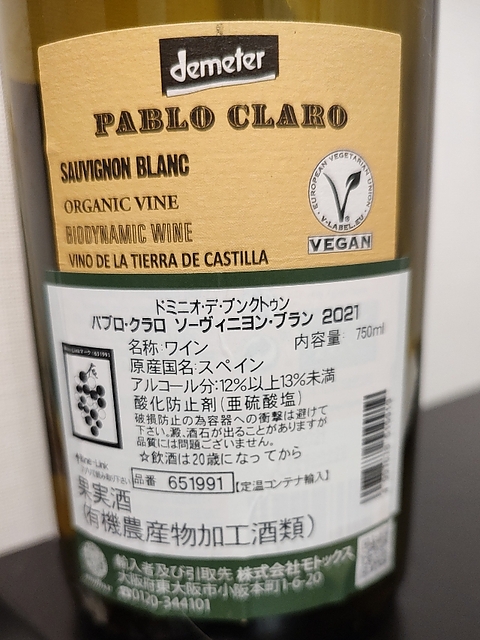 demeter
PABLO CLARO
SAUVIGNON BLANC
ORGANIC VINE
BIODYNAMIC WINE
VINO DE LA TIERRA DE CASTILLA
EUROPEAN VEGETARIAN UNION
V-LABEL.EU
VEGAN
ドミニオ・デ・プンクトゥン
パブロ・クラロ ソーヴィニヨン・ブラン 2021
名称:ワイン 内容量 750ml
原産国名:スペイン
アルコール分:12%以上13%未満
酸化防止剤(亜硫酸塩)
破損防止の為容器への衝撃は避けて
下さい。澱、酒石が出ることがありますが
品質には問題ございません。
☆飲酒は20歳になってから
品番 651991 【定温コンテナ輸入】
果実酒
(有機農産物加工酒類)
輸入者及び引取先 株式会社モトックス
大阪府東大阪市小阪本町1-6-20
☎0120-344101